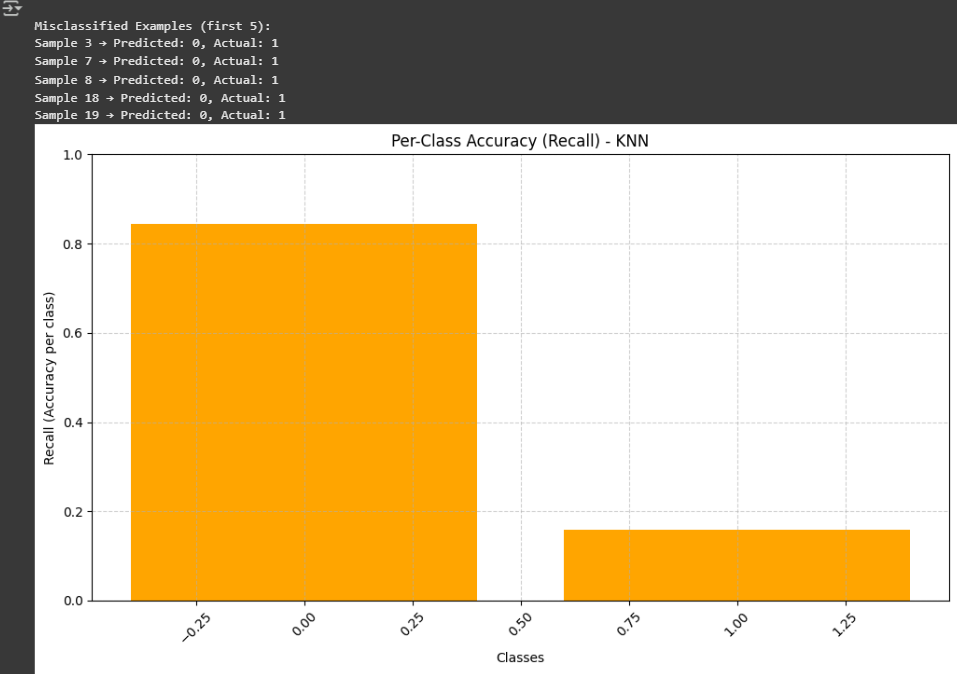 Misclassified Examples (first 5):
Sample 3 → Predicted: 0, Actual: 1
Sample 7 → Predicted: 0, Actual: 1
Sample 8 → Predicted: 0, Actual: 1
Sample 18 → Predicted: 0, Actual: 1
Sample 19 → Predicted: 0, Actual: 1
Per-Class Accuracy (Recall) - KNN
1.0
0.8
0.6
0.4
0.2
0.0
Recall (Accuracy per class)
−0.25
0.00
0.25
0.50
0.75
1.00
1.25
Classes